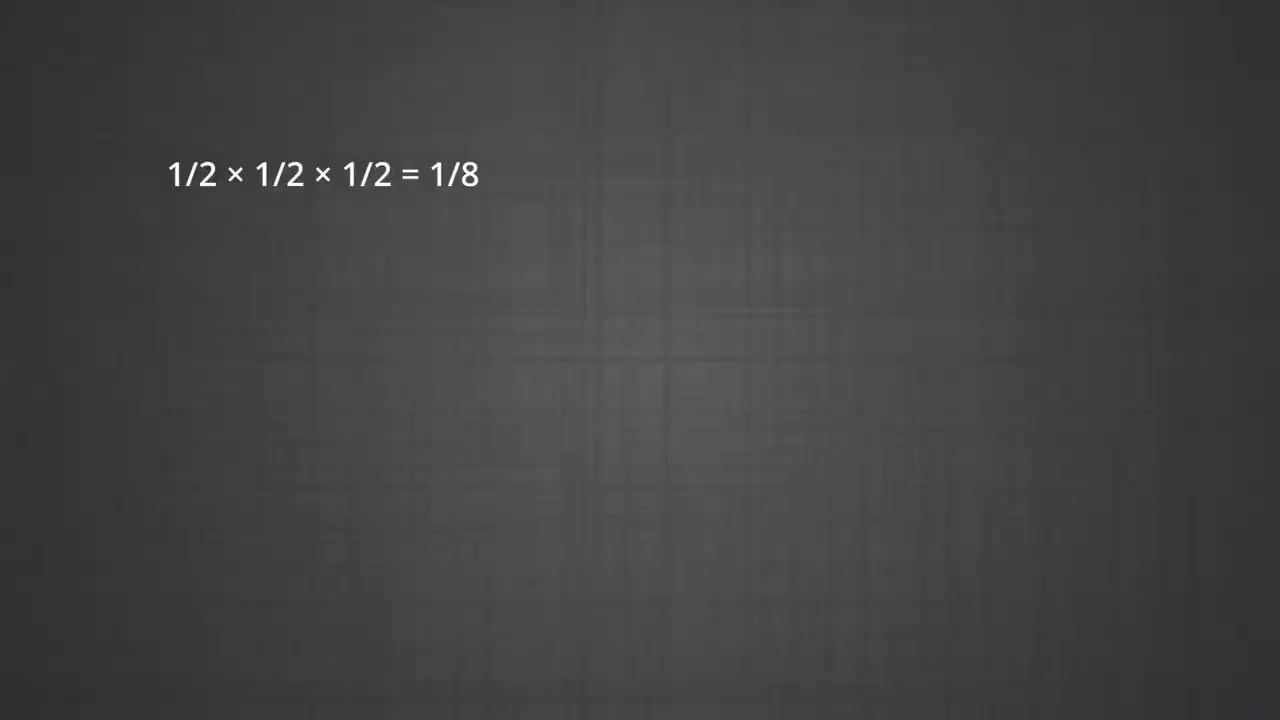 1/2 × 1/2 × 1/2 = 1/8